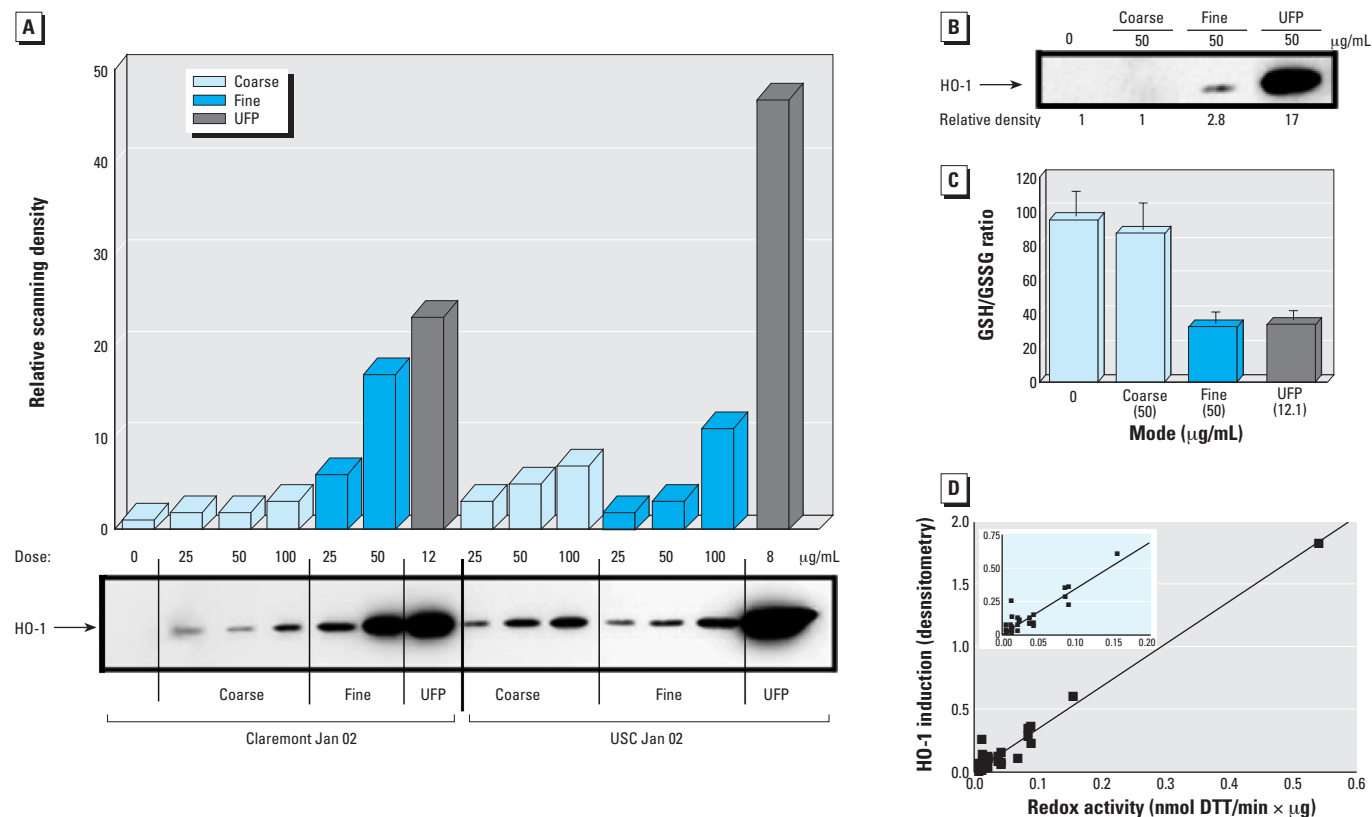 A
50
40
30
20
10
0
Relative scanning density
Coarse
Fine
UFP
Dose: 0 25 50 100 25 50 12 25 50 100 25 50 100 8 µg/mL
HO-1
Coarse Fine UFP Coarse Fine UFP
Claremont Jan 02 USC Jan 02
B
Coarse Fine UFP
0 50 50 50 µg/mL
HO-1
Relative density 1 1 2.8 17
C
120
100
80
60
40
20
0
GSH/GSSG ratio
0 Coarse Fine UFP
(50) (50) (12.1)
Mode (µg/mL)
D
2.0
1.5
1.0
0.5
0.0
HO-1 induction (desnsitometry)
0.75
0.50
0.25
0
0.00 0.05 0.10 0.15 0.20
0.0 0.1 0.2 0.3 0.4 0.5 0.6
Redox activity (nmol DTT/min × µg)